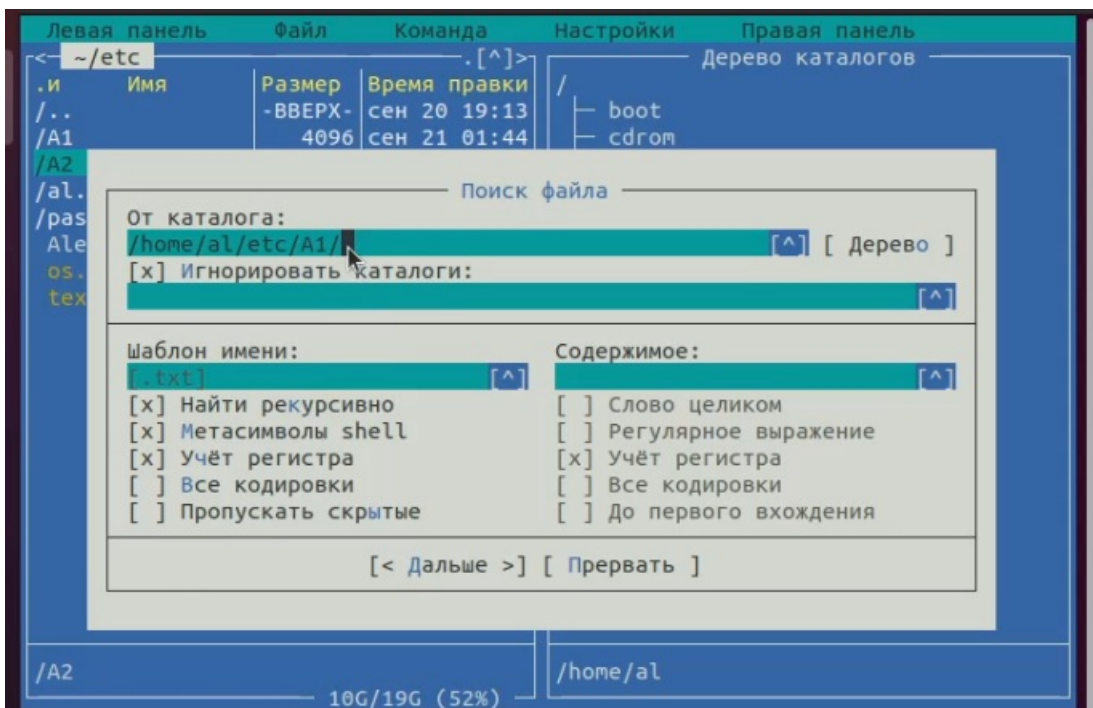 Левая панель Файл Команда Настройки Правая панель
<- ~/etc .[^]>
Дерево каталогов
.и Имя Размер Время правки
/
/.. -ВВЕРХ- сен 20 19:13
boot
/A1 4096 сен 21 01:44
cdrom
/A2
/al.
/pas
Ale
os.
tex
Поиск файла
От каталога:
/home/al/etc/A1/ [^] [ Дерево ]
[x] Игнорировать каталоги:
[^]
Шаблон имени:
[.txt] [^]
[x] Найти рекурсивно
[x] Метасимволы shell
[x] Учёт регистра
[ ] Все кодировки
[ ] Пропускать скрытые
Содержимое:
[^]
[ ] Слово целиком
[ ] Регулярное выражение
[x] Учёт регистра
[ ] Все кодировки
[ ] До первого вхождения
[< Дальше >] [ Прервать ]
/A2
10G/19G (52%)
/home/al